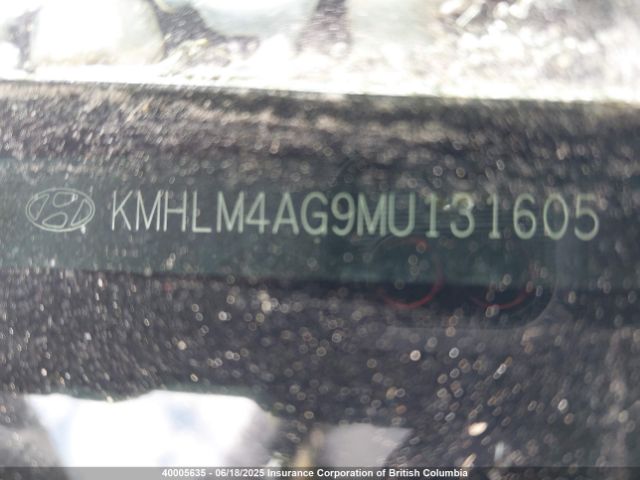 KMHLM4AG9MU131605
40005635 - 06/18/2025 Insurance Corporation of British Columbia